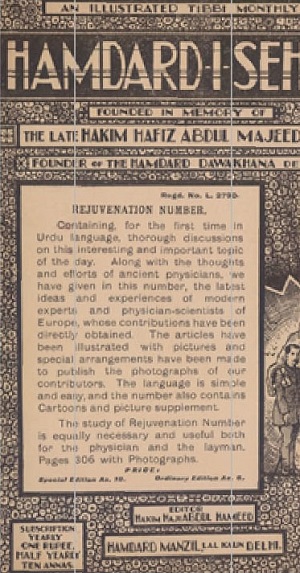 AN ILLUSTRATED TIBBI MONTHLY
HAMDARD-I-SEH
FOUNDED IN MEMORY OF
THE LATE HAKIM HAFIZ ABDUL MAJEED
FOUNDER OF THE HAMDARD DAWAKHANA DE
Regd. No. L. 2790.
REJUVENATION NUMBER.
Containing, for the first time in
Urdu language, thorough discussions
on this interesting and important topic
of the day. Along with the thoughts
and efforts of ancient physicians, we
have given in this number, the latest
ideas and experiences of modern
experts and physician-scientists of
Europe, whose contributions have been
directly obtained. The articles have
been illustrated with pictures and
special arrangements have been made
to publish the photographs of our
contributors. The language is simple
and easy, and the number also contains
Cartoons and picture supplement.
The study of Rejuvenation Number
is equally necessary and useful both
for the physician and the layman.
Pages 306 with Photographs.
PRICE,
Special Edition As. 10. Ordinary Edition As. 8.
SUBSCRIPTION
YEARLY
ONE RUPEE,
HALF YEARLY
TEN ANNAS.
EDITOR
HAKIM HAJI ABDUL HAMEED
HAMDARD MANZIL, LAL KAUN DELHI.